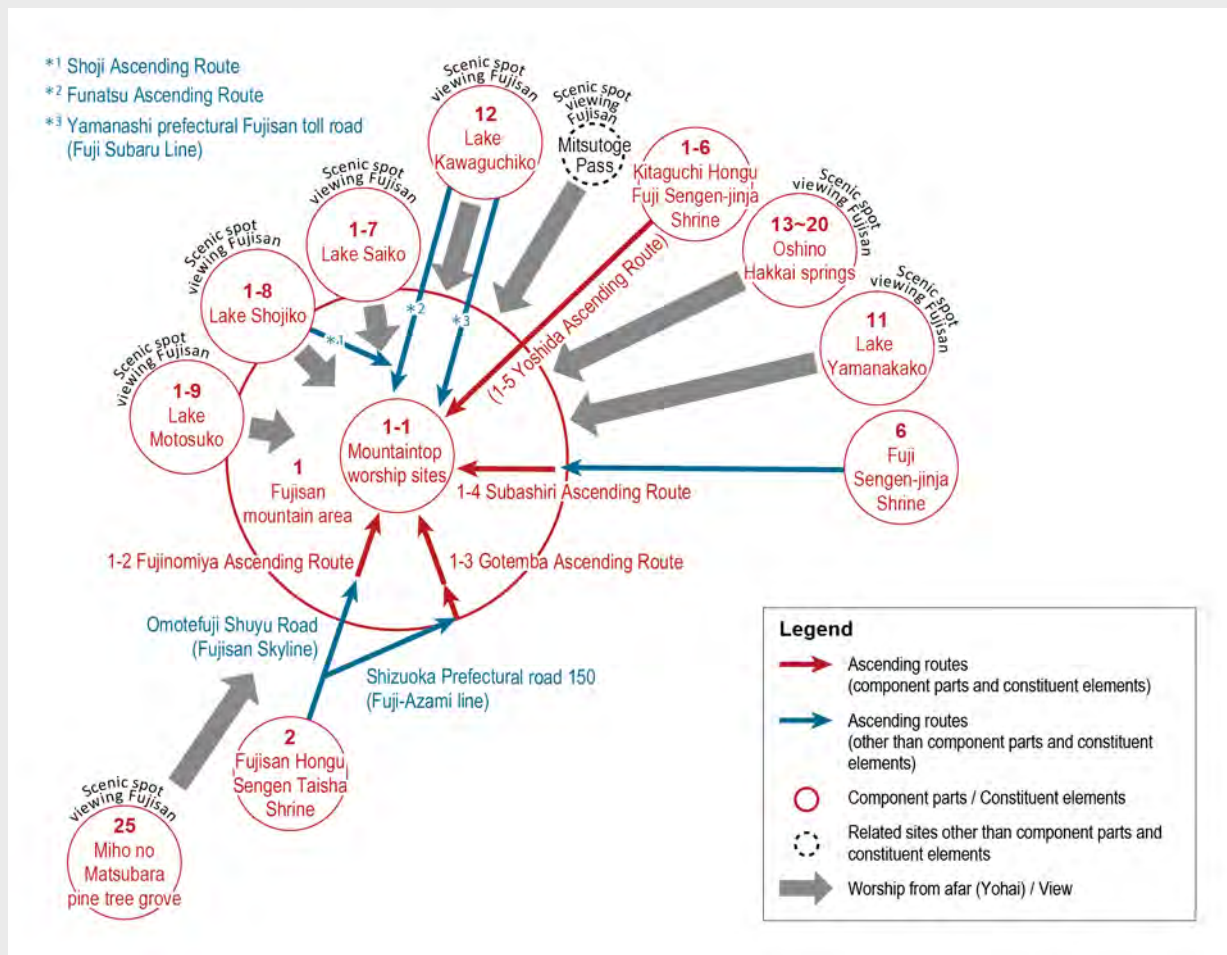 *1 Shoji Ascending Route
*2 Funatsu Ascending Route
*3 Yamanashi prefectural Fujisan toll road
(Fuji Subaru Line)
Scenic spot
viewing Fujisan
12
Lake
Kawaguchiko
Scenic spot
viewing
Fujisan
Mitsutoge
Pass
1-6
Kitaguchi Hongu
Fuji Sengen-jinja
Shrine
Scenic spot
viewing Fujisan
13~20
Oshino
Hakkai springs
Scenic spot
viewing Fujisan
11
Lake
Yamanakako
Scenic spot
viewing Fujisan
1-7
Lake Saiko
Scenic spot
viewing Fujisan
1-8
Lake Shojiko
Scenic spot
viewing Fujisan
1-9
Lake
Motosuko
*1
*2
*3
(1-5 Yoshida Ascending Route)
1-1
Mountaintop
worship sites
1
Fujisan
mountain area
6
Fuji
Sengen-jinja
Shrine
1-4 Subashiri Ascending Route
1-2 Fujinomiya Ascending Route
1-3 Gotemba Ascending Route
Omotefuji Shuyu Road
(Fujisan Skyline)
Shizuoka Prefectural road 150
(Fuji-Azami line)
2
Fujisan Hongu
Sengen Taisha
Shrine
Scenic spot
viewing Fujisan
25
Miho no
Matsubara
pine tree grove
Legend
Ascending routes
(component parts and constituent elements)
Ascending routes
(other than component parts and constituent
elements)
Component parts / Constituent elements
Related sites other than component parts and
constituent elements
Worship from afar (Yohai) / View